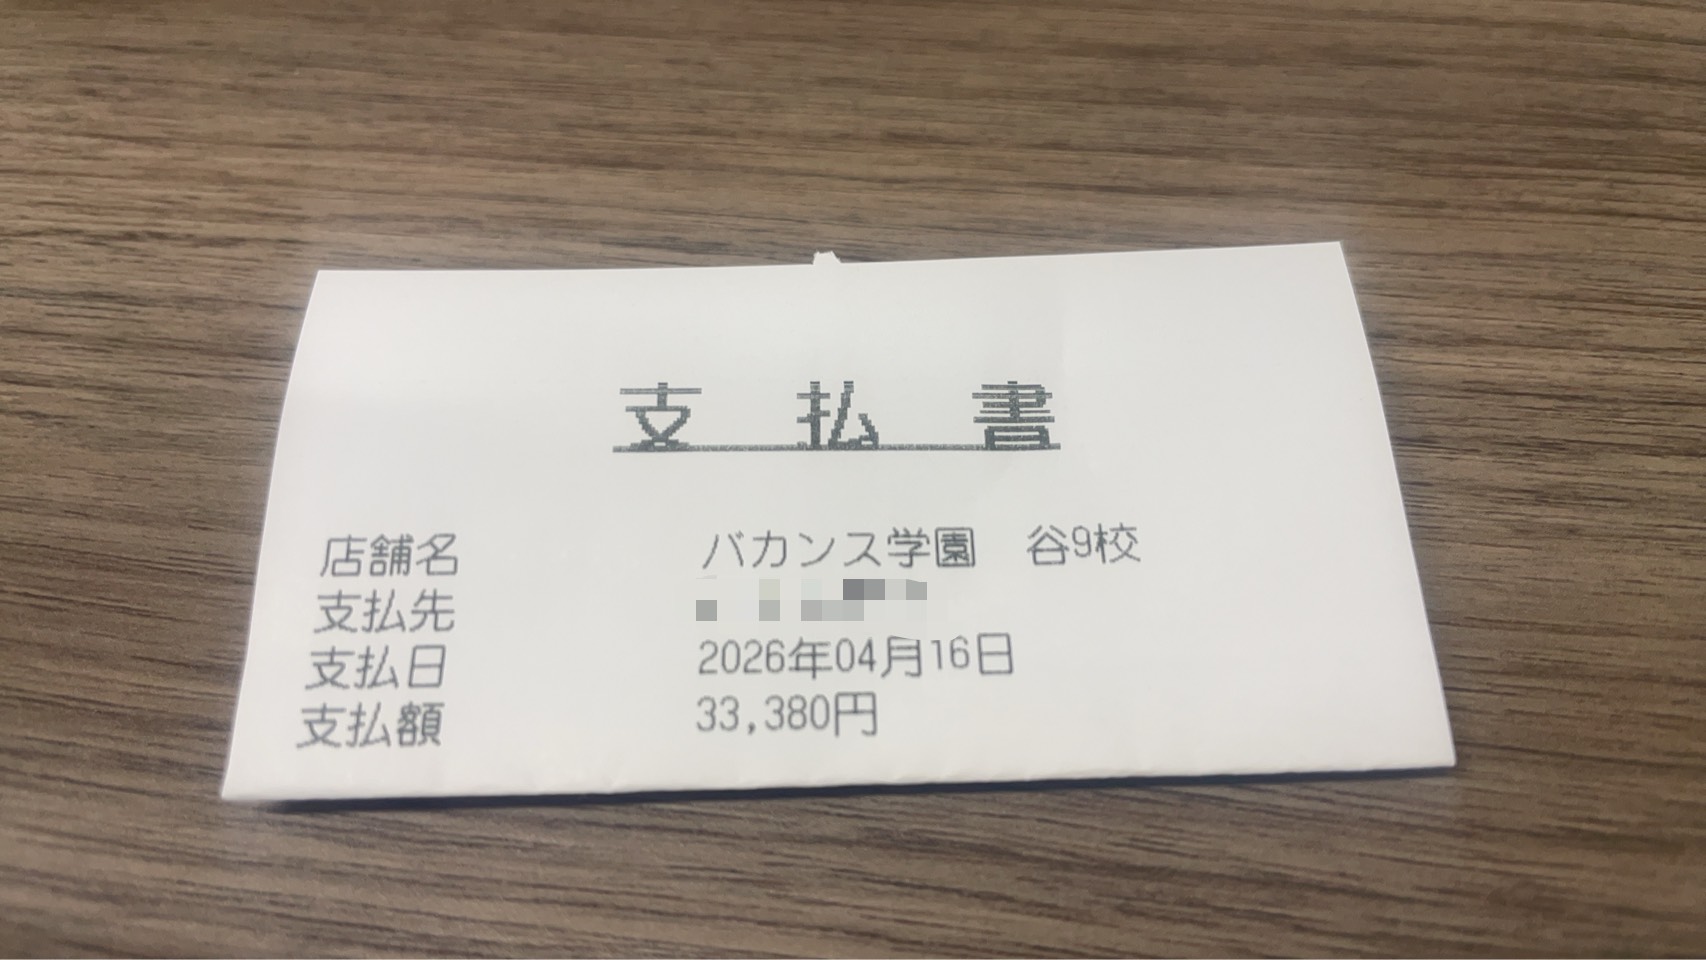 支払書
店舗名 バカンス学園 谷9校
支払先
支払日 2026年04月16日
支払額 33,380円